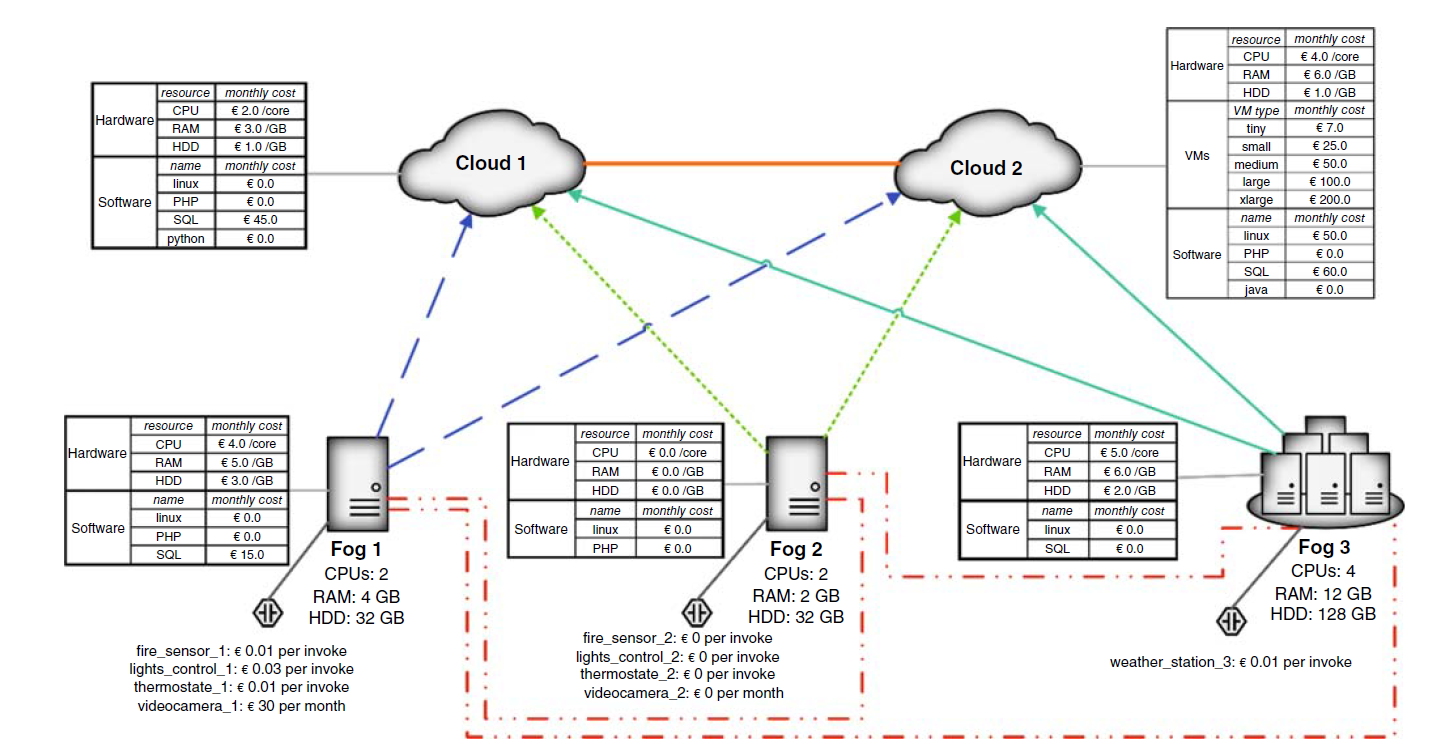 resource monthly cost
Hardware
CPU € 4.0 /core
RAM € 6.0 /GB
HDD € 1.0 /GB
VM type monthly cost
VMs
tiny € 7.0
small € 25.0
medium € 50.0
large € 100.0
xlarge € 200.0
name monthly cost
Software
linux € 50.0
PHP € 0.0
SQL € 60.0
java € 0.0
resource monthly cost
Hardware
CPU € 2.0 /core
RAM € 3.0 /GB
HDD € 1.0 /GB
name monthly cost
Software
linux € 0.0
PHP € 0.0
SQL € 45.0
python € 0.0
Cloud 1
Cloud 2
resource monthly cost
Hardware
CPU € 4.0 /core
RAM € 5.0 /GB
HDD € 3.0 /GB
name monthly cost
Software
linux € 0.0
PHP € 0.0
SQL € 15.0
Fog 1
CPUs: 2
RAM: 4 GB
HDD: 32 GB
fire_sensor_1: € 0.01 per invoke
lights_control_1: € 0.03 per invoke
thermostate_1: € 0.01 per invoke
videocamera_1: € 30 per month
resource monthly cost
Hardware
CPU € 0.0 /core
RAM € 0.0 /GB
HDD € 0.0 /GB
name monthly cost
Software
linux € 0.0
PHP € 0.0
Fog 2
CPUs: 2
RAM: 2 GB
HDD: 32 GB
fire_sensor_2: € 0 per invoke
lights_control_2: € 0 per invoke
thermostate_2: € 0 per invoke
videocamera_2: € 0 per month
resource monthly cost
Hardware
CPU € 5.0 /core
RAM € 6.0 /GB
HDD € 2.0 /GB
name monthly cost
Software
linux € 0.0
SQL € 0.0
Fog 3
CPUs: 4
RAM: 12 GB
HDD: 128 GB
weather_station_3: € 0.01 per invoke